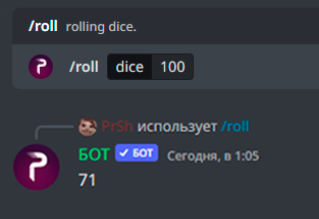 /roll rolling dice.
/roll dice 100
PrSh использует /roll
БОТ ✓ БОТ Сегодня, в 1:05
71